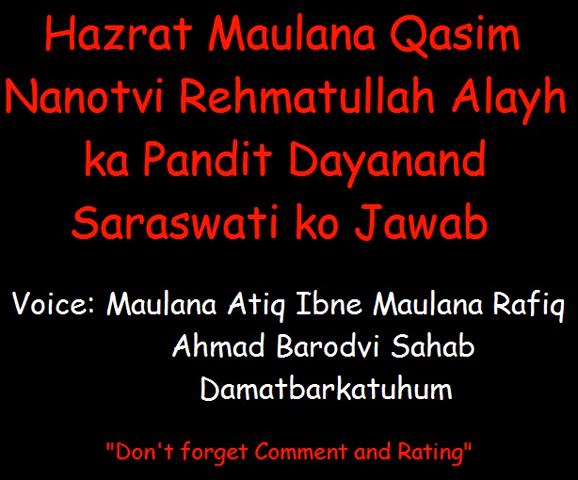 Hazrat Maulana Qasim
Nanotvi Rehmatullah Alayh
ka Pandit Dayanand
Saraswati ko Jawab
Voice: Maulana Atiq Ibne Maulana Rafiq
Ahmad Barodvi Sahab
Damatbarkatuhum
"Don't forget Comment and Rating"